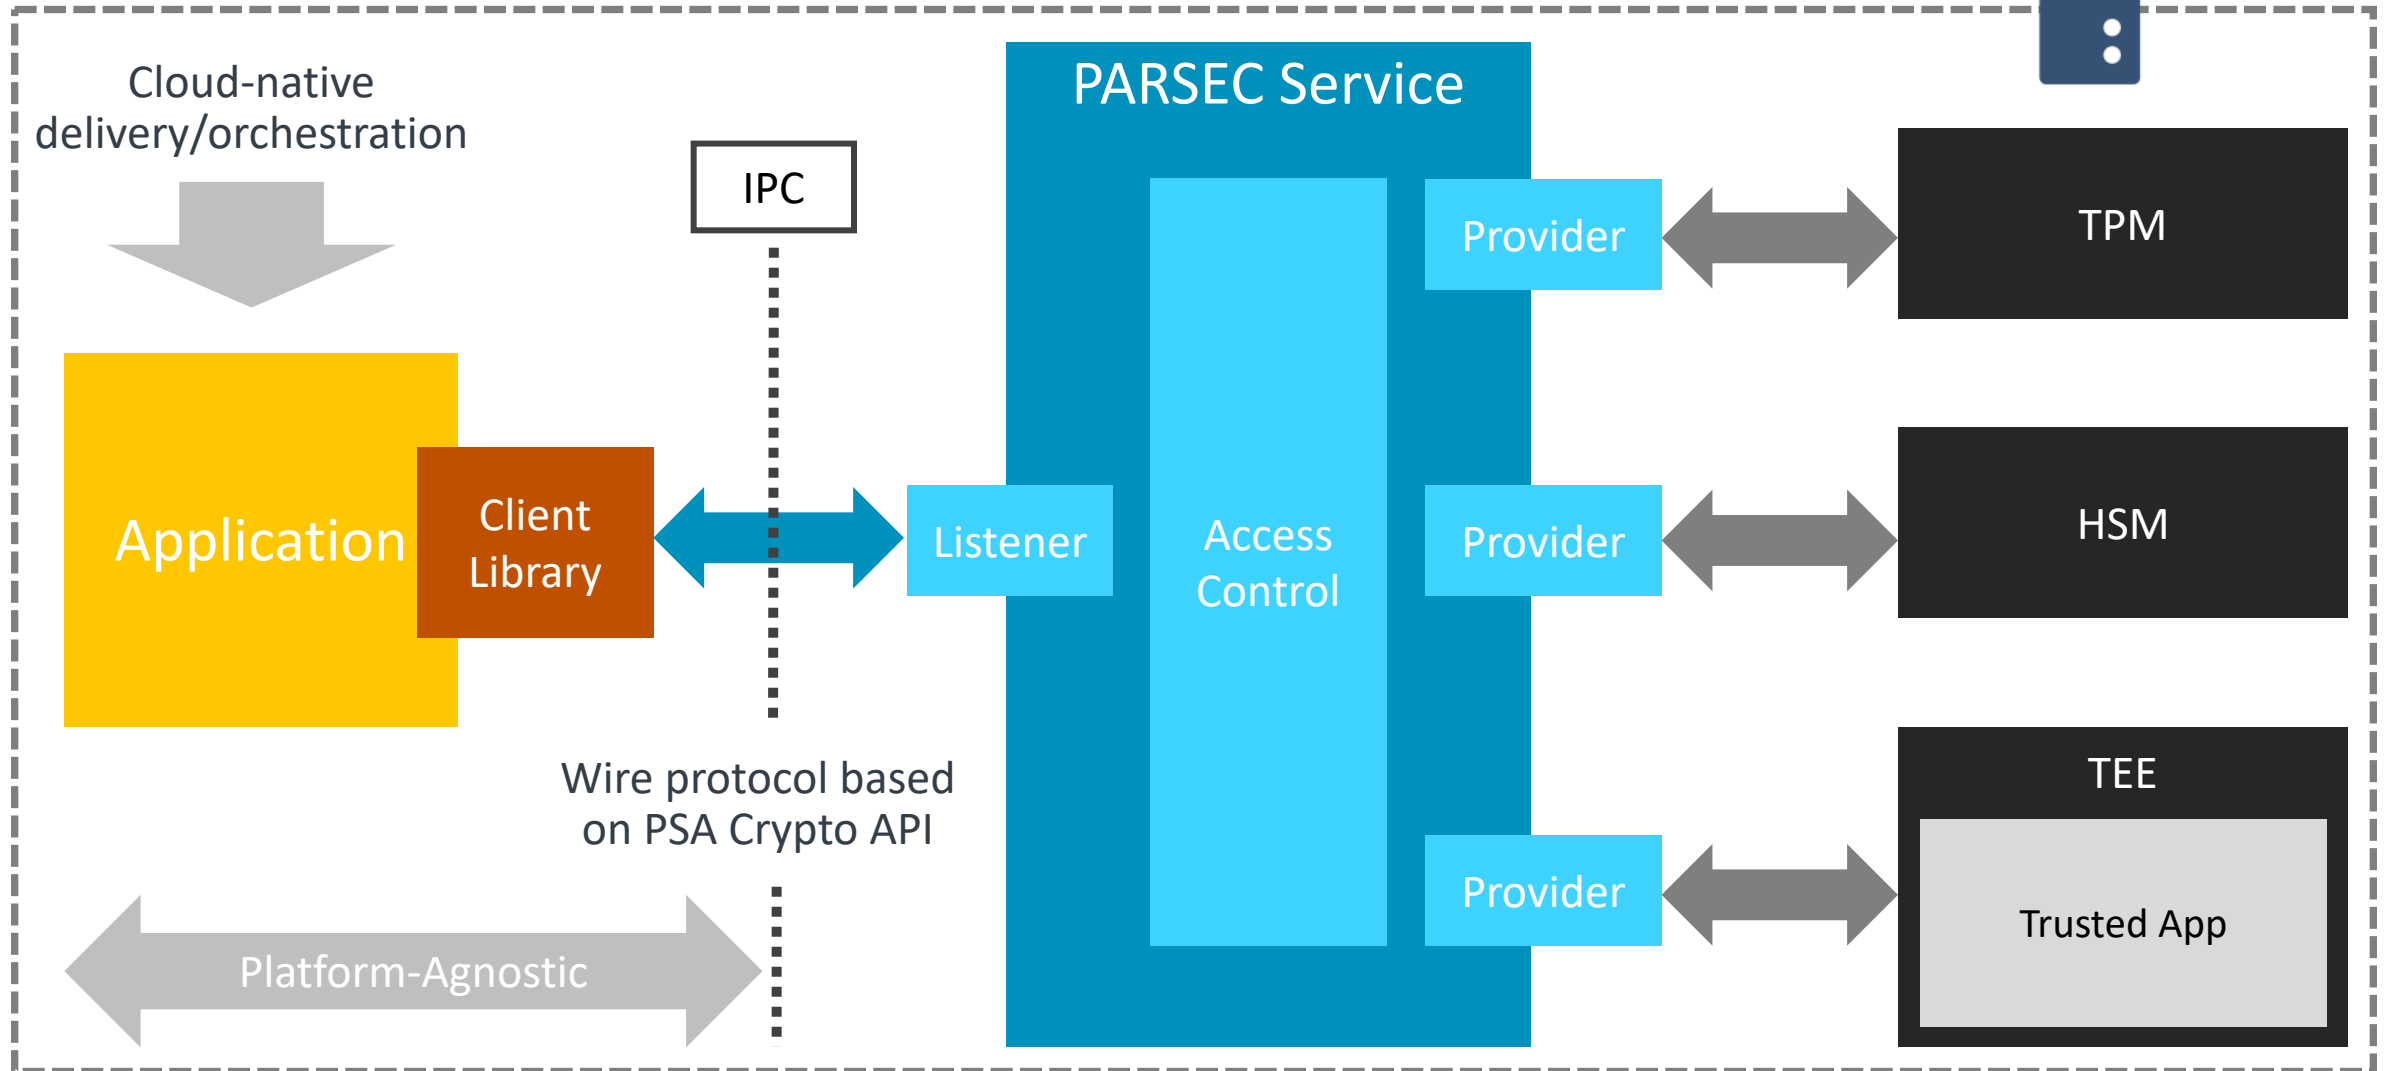 Cloud-native
delivery/orchestration
IPC
PARSEC Service
Application
Client
Library
Listener
Access
Control
Provider
Provider
Provider
TPM
HSM
TEE
Trusted App
Wire protocol based
on PSA Crypto API
Platform-Agnostic